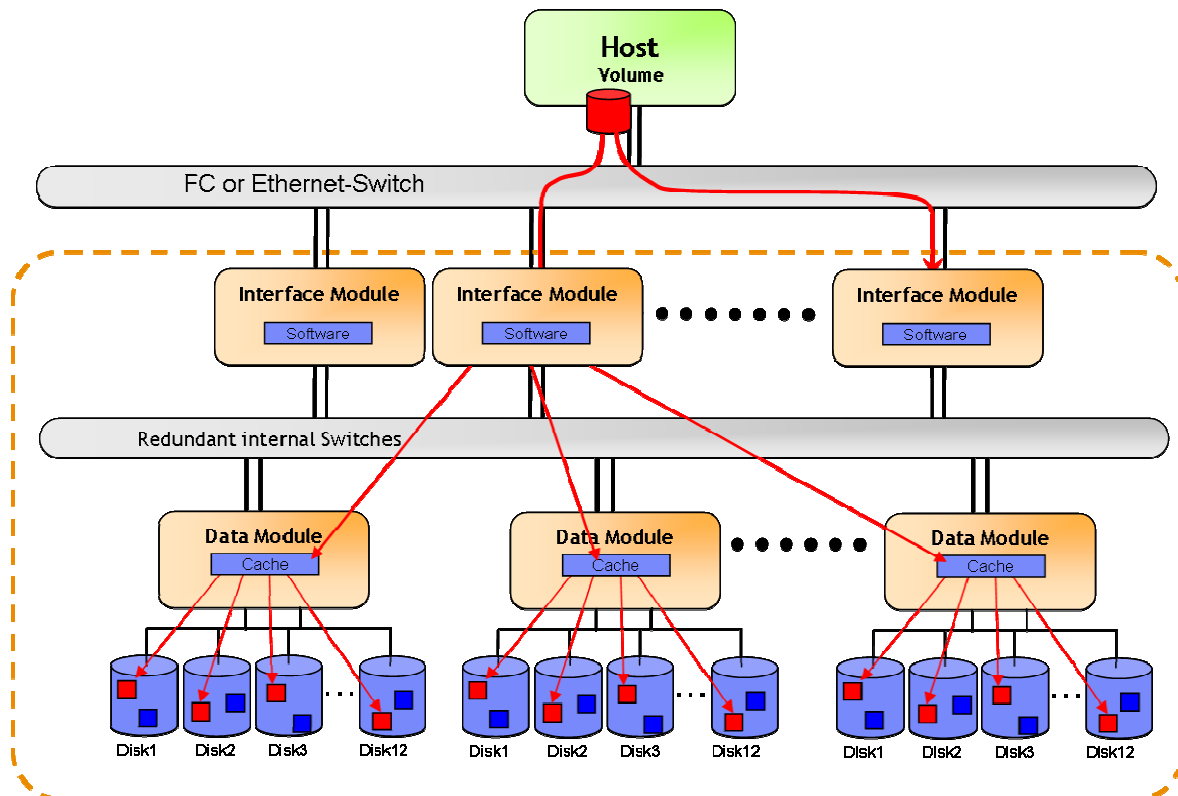 Host
Volume
FC or Ethernet-Switch
Interface Module
Software
Interface Module
Software
Interface Module
Software
Redundant internal Switches
Data Module
Cache
Data Module
Cache
Data Module
Cache
Disk1
Disk2
Disk3
Disk12
Disk1
Disk2
Disk3
Disk12
Disk1
Disk2
Disk3
Disk12